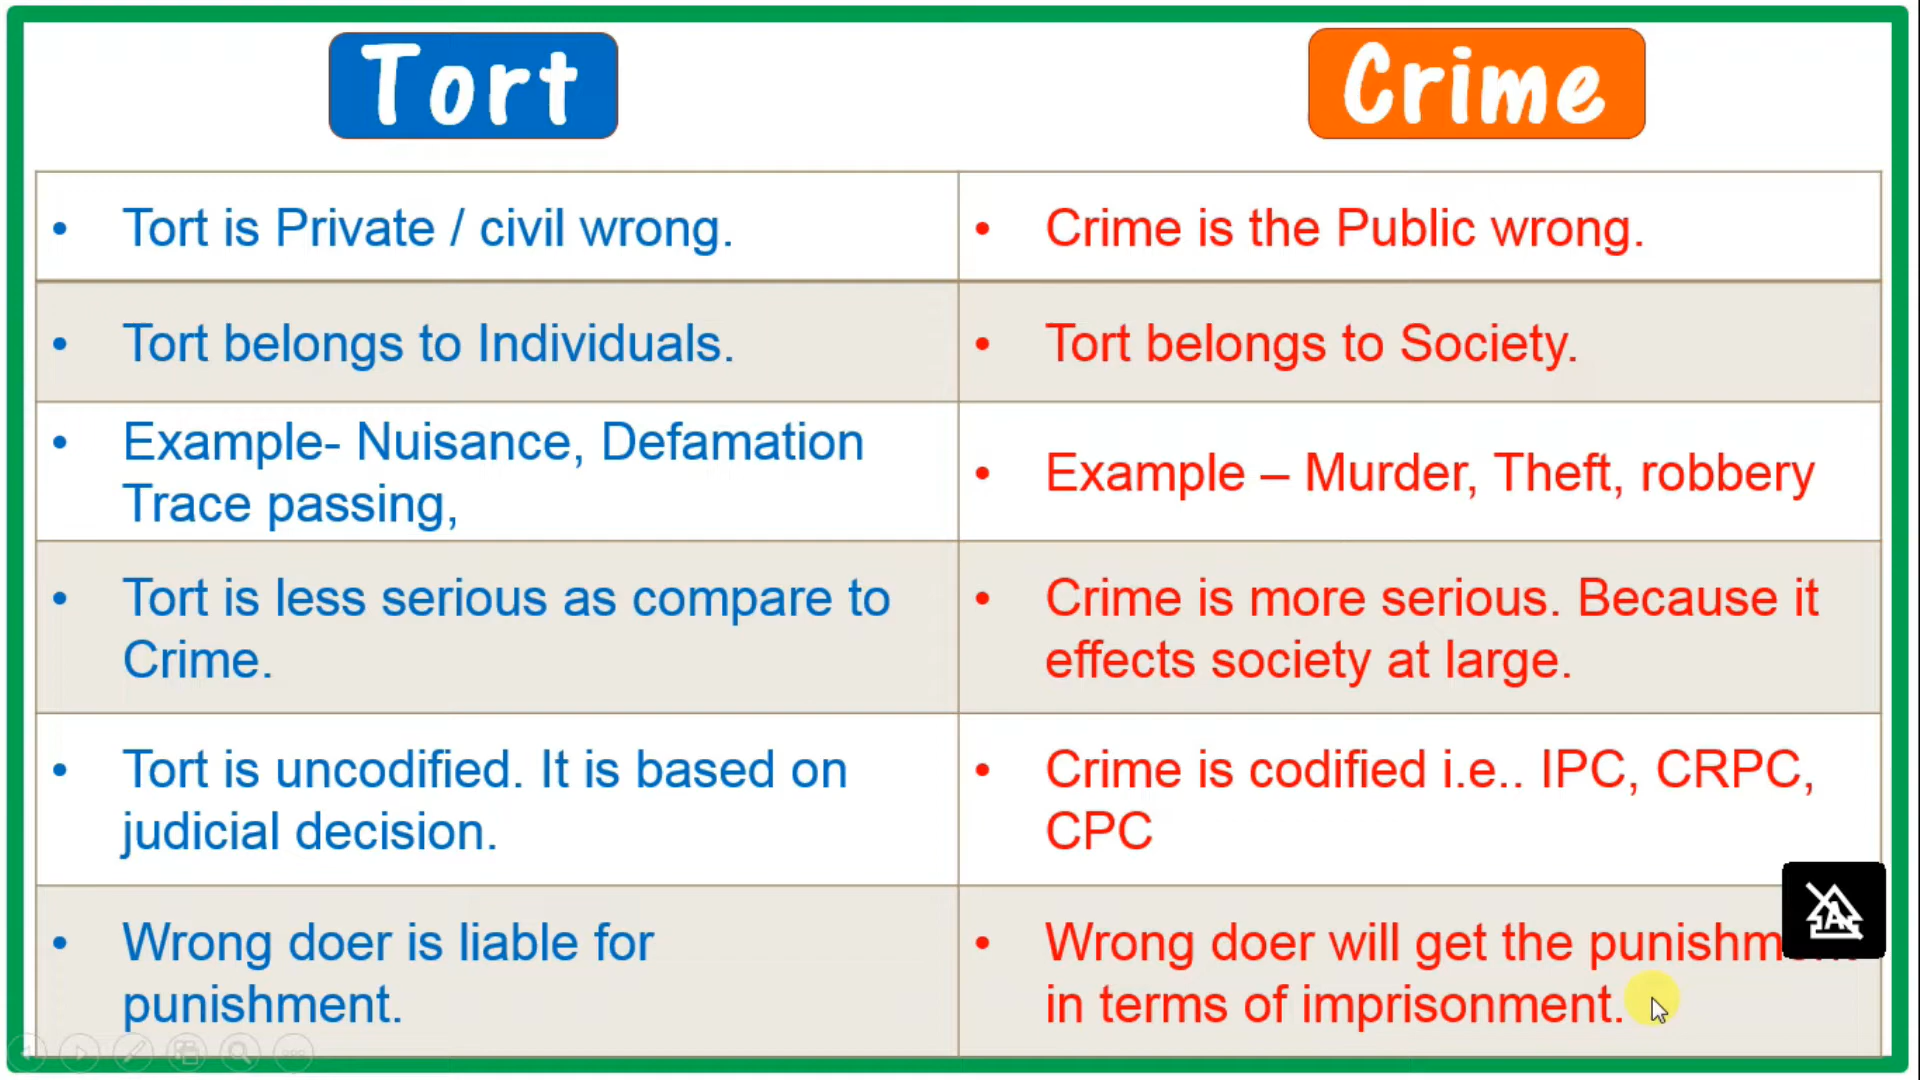 Tort
Crime
Tort is Private / civil wrong.
Crime is the Public wrong.
Tort belongs to Individuals.
Tort belongs to Society.
Example- Nuisance, Defamation
Trace passing,
Example – Murder, Theft, robbery
Tort is less serious as compare to
Crime.
Crime is more serious. Because it
effects society at large.
Tort is uncodified. It is based on
judicial decision.
Crime is codified i.e.. IPC, CRPC,
CPC
Wrong doer is liable for
punishment.
Wrong doer will get the
in terms of imprisonment.